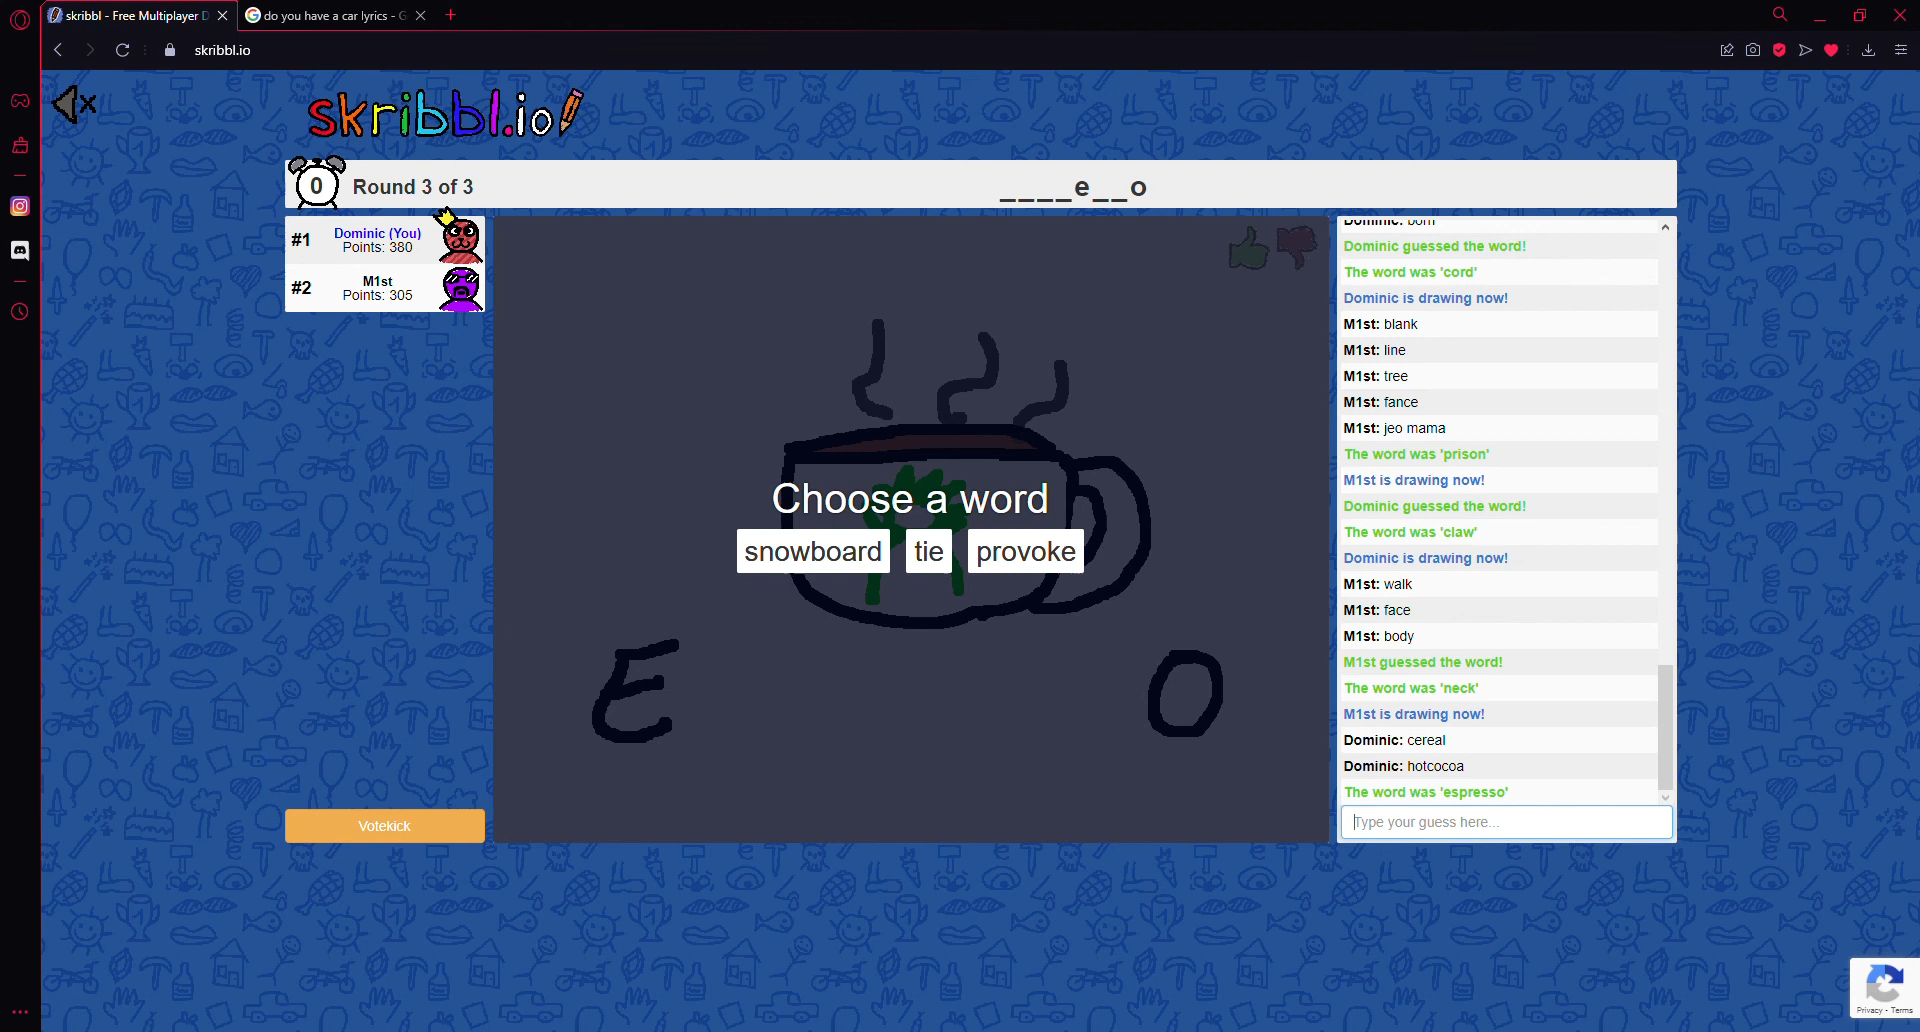 skribbl - Free Multiplayer D
do you have a car lyrics - G
skribbl.io
skribbl.io
0
Round 3 of 3
____e__o
#1
Dominic (You)
Points: 380
#2
M1st
Points: 305
Votekick
Choose a word
snowboard
tie
provoke
E
O
Dominic: born
Dominic guessed the word!
The word was 'cord'
Dominic is drawing now!
M1st: blank
M1st: line
M1st: tree
M1st: fance
M1st: jeo mama
The word was 'prison'
M1st is drawing now!
Dominic guessed the word!
The word was 'claw'
Dominic is drawing now!
M1st: walk
M1st: face
M1st: body
M1st guessed the word!
The word was 'neck'
M1st is drawing now!
Dominic: cereal
Dominic: hotcocoa
The word was 'espresso'
Type your guess here...
Privacy - Terms